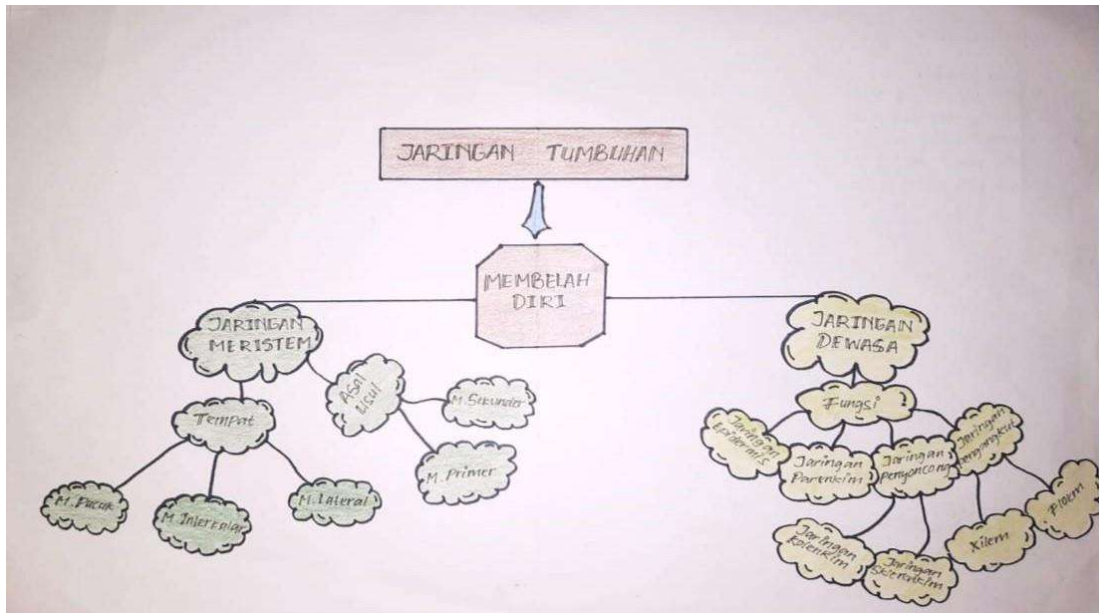 JARINGAN TUMBUHAN
MEMBELAH
DIRI
JARINGAN
MERISTEM
Tempat
M. Pucuk
M. Interkalar
M. Lateral
Asal
Usul
M. Sekunder
M. Primer
JARINGAN
DEWASA
Fungsi
Jaringan
Epidermis
Jaringan
Parenkim
Jaringan
Penyoncong
Jaringan
Pengangkut
Jaringan
Kolenkim
Jaringan
Sklerenkim
Xilem
Floem